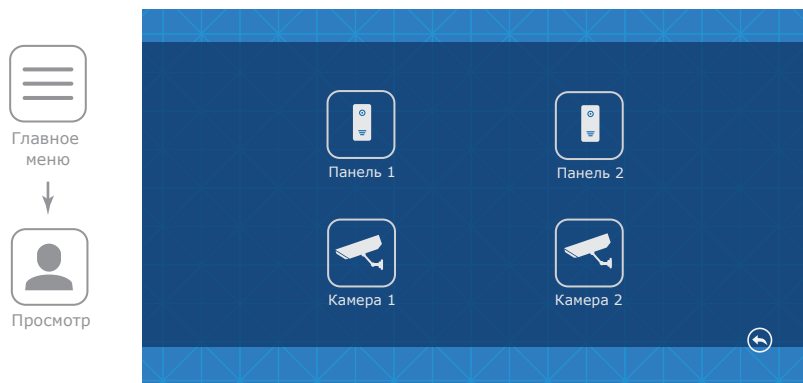 Главное
меню
Просмотр
Панель 1
Панель 2
Камера 1
Камера 2